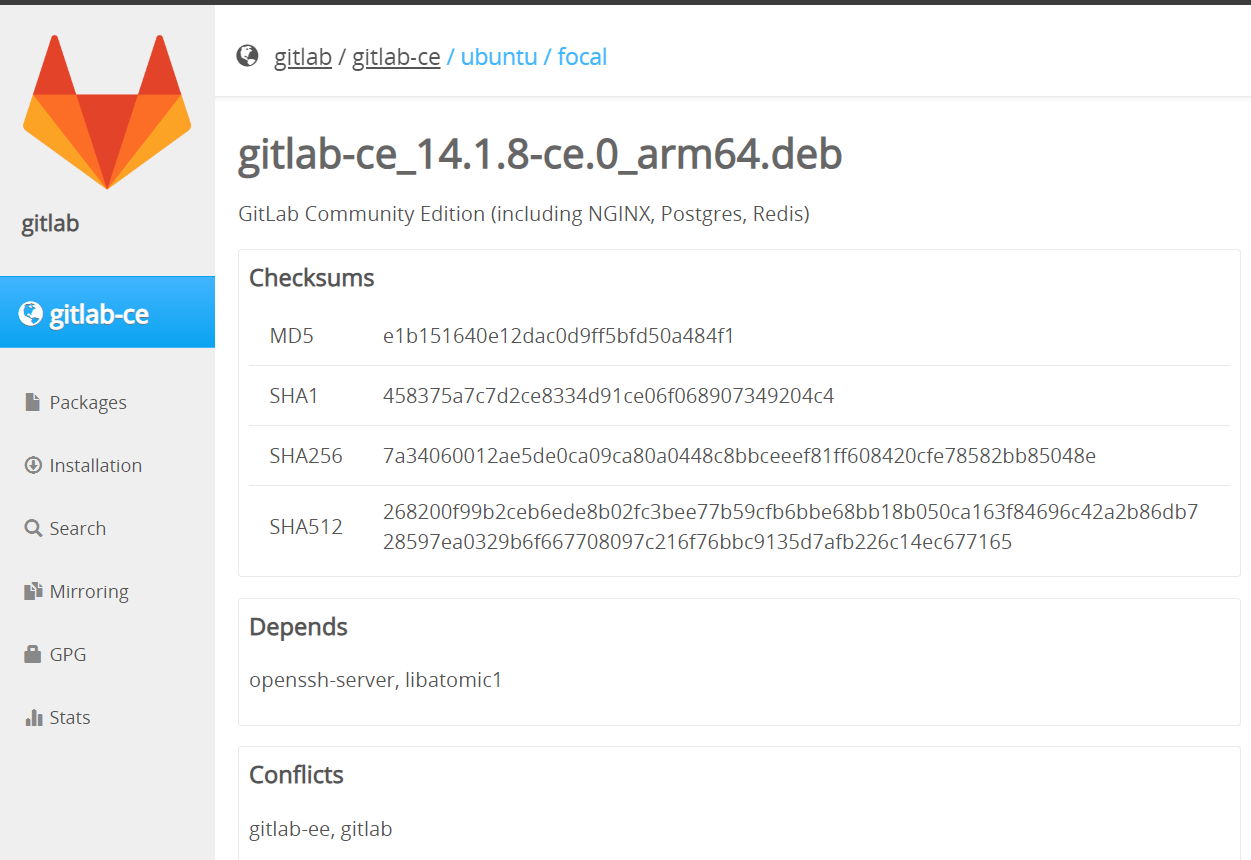 gitlab
gitlab-ce
Packages
Installation
Search
Mirroring
GPG
Stats
gitlab / gitlab-ce / ubuntu / focal
gitlab-ce_14.1.8-ce.0_arm64.deb
GitLab Community Edition (including NGINX, Postgres, Redis)
Checksums
MD5 e1b151640e12dac0d9ff5bfd50a484f1
SHA1 458375a7c7d2ce8334d91ce06f068907349204c4
SHA256 7a34060012ae5de0ca09ca80a0448c8bbceeef81ff608420cfe78582bb85048e
SHA512 268200f99b2ceb6ede8b02fc3bee77b59cfb6bbe68bb18b050ca163f84696c42a2b86db7
28597ea0329b6f667708097c216f76bbc9135d7afb226c14ec677165
Depends
openssh-server, libatomic1
Conflicts
gitlab-ee, gitlab